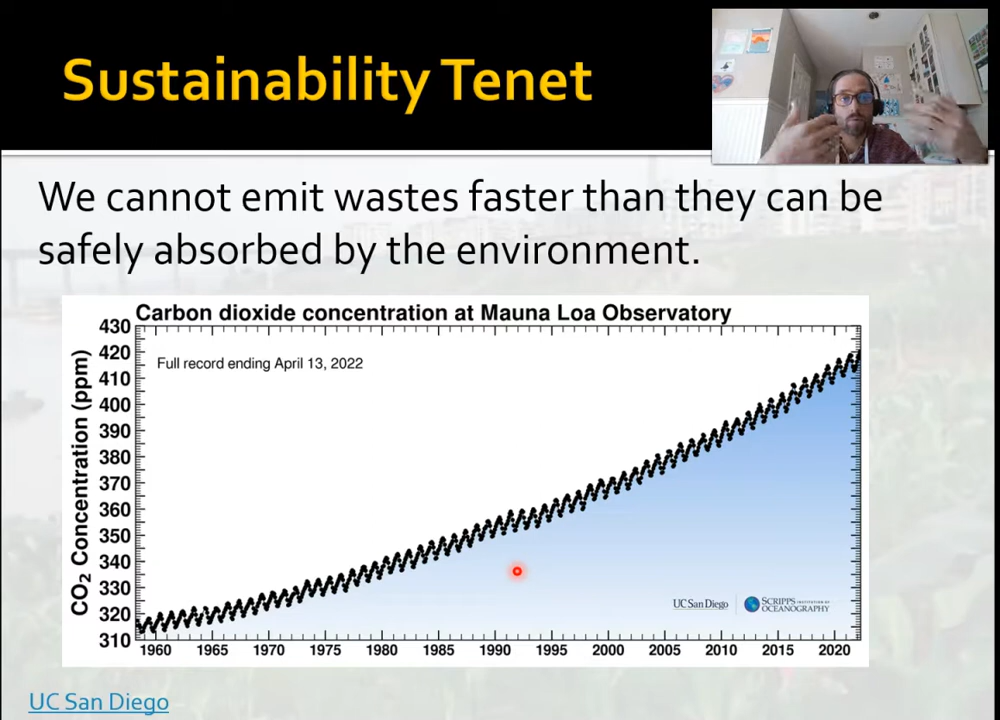 Sustainability Tenet
We cannot emit wastes faster than they can be
safely absorbed by the environment.
Carbon dioxide concentration at Mauna Loa Observatory
Full record ending April 13, 2022
CO₂ Concentration (ppm)
430
420
410
400
390
380
370
360
350
340
330
320
310
1960 1965 1970 1975 1980 1985 1990 1995 2000 2005 2010 2015 2020
UC San Diego
SCRIPPS INSTITUTION OF
OCEANOGRAPHY
UC San Diego